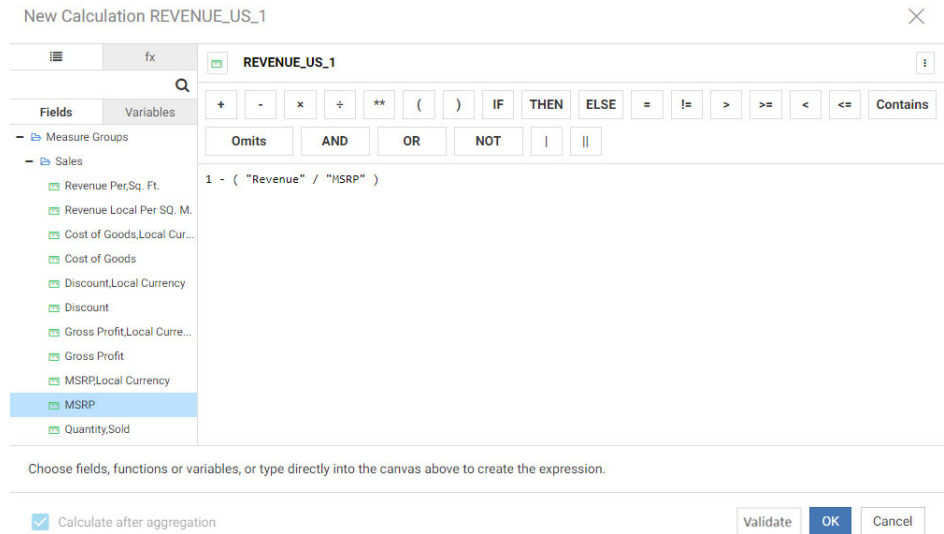 New Calculation REVENUE_US_1
fx
REVENUE_US_1
Fields
Variables
+ - × ÷ ** ( ) IF THEN ELSE = != > >= < <= Contains
Omits AND OR NOT | ||
Measure Groups
Sales
Revenue Per,Sq. Ft.
Revenue Local Per SQ. M.
Cost of Goods,Local Cur...
Cost of Goods
Discount,Local Currency
Discount
Gross Profit,Local Curre...
Gross Profit
MSRP,Local Currency
MSRP
Quantity,Sold
1 - ( "Revenue" / "MSRP" )
Choose fields, functions or variables, or type directly into the canvas above to create the expression.
Calculate after aggregation
Validate OK Cancel